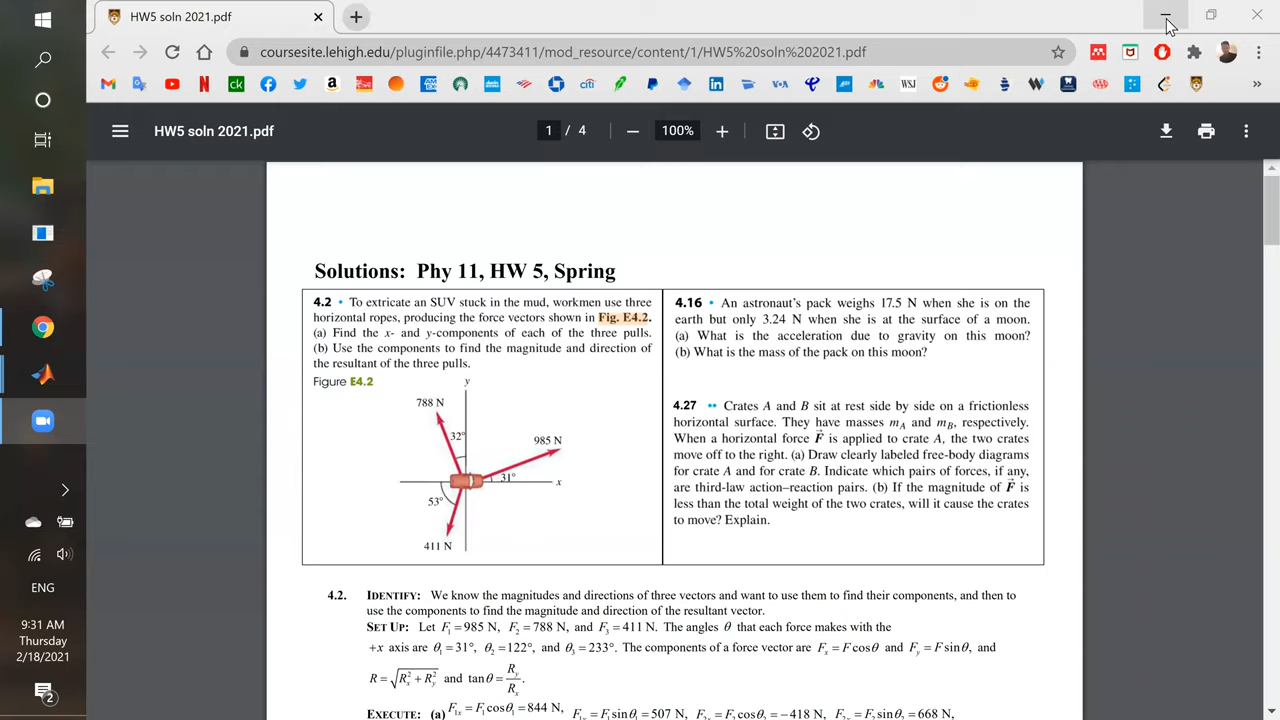 HW5 soln 2021.pdf
coursesite.lehigh.edu/pluginfile.php/4473411/mod_resource/content/1/HW5%20soln%202021.pdf
HW5 soln 2021.pdf
1 / 4
100%
Solutions: Phy 11, HW 5, Spring
4.2 • To extricate an SUV stuck in the mud, workmen use three
horizontal ropes, producing the force vectors shown in Fig. E4.2.
(a) Find the x- and y-components of each of the three pulls.
(b) Use the components to find the magnitude and direction of
the resultant of the three pulls.
Figure E4.2
y
788 N
32°
985 N
31°
x
53°
411 N
4.16 • An astronaut's pack weighs 17.5 N when she is on the
earth but only 3.24 N when she is at the surface of a moon.
(a) What is the acceleration due to gravity on this moon?
(b) What is the mass of the pack on this moon?
4.27 •• Crates A and B sit at rest side by side on a frictionless
horizontal surface. They have masses m_A and m_B, respectively.
When a horizontal force F⃗ is applied to crate A, the two crates
move off to the right. (a) Draw clearly labeled free-body diagrams
for crate A and for crate B. Indicate which pairs of forces, if any,
are third-law action–reaction pairs. (b) If the magnitude of F⃗ is
less than the total weight of the two crates, will it cause the crates
to move? Explain.
4.2. IDENTIFY: We know the magnitudes and directions of three vectors and want to use them to find their components, and then to
use the components to find the magnitude and direction of the resultant vector.
SET UP: Let F₁ = 985 N, F₂ = 788 N, and F₃ = 411 N. The angles θ that each force makes with the
+x axis are θ₁ = 31°, θ₂ = 122°, and θ₃ = 233°. The components of a force vector are Fₓ = F cosθ and F_y = F sinθ, and
R = √(Rₓ² + R_y²) and tanθ = R_y/Rₓ.
EXECUTE: (a) F₁ₓ = F₁ cosθ₁ = 844 N, F₁y = F₁ sinθ₁ = 507 N, F₂ₓ = F₂ cosθ₂ = −418 N, F₂y = F₂ sinθ₂ = 668 N,
ENG
9:31 AM
Thursday
2/18/2021
2
citi
VOA
WSJ
ck